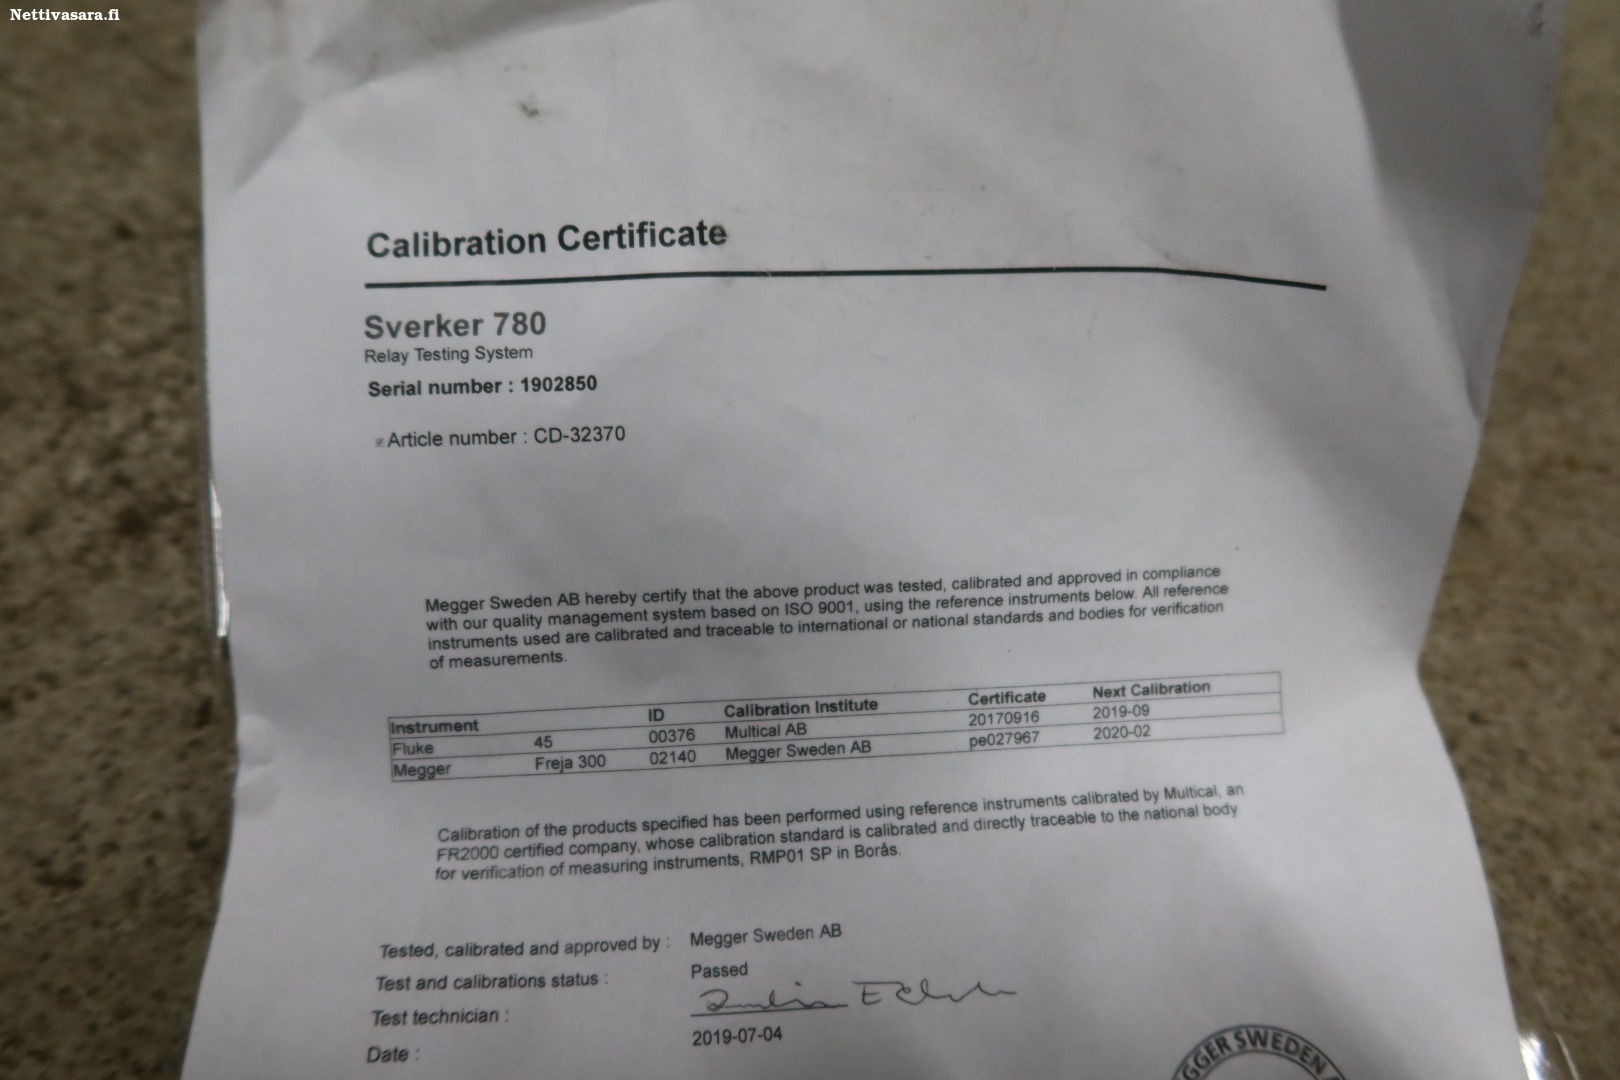 Nettivasara.fi
Calibration Certificate
Sverker 780
Relay Testing System
Serial number : 1902850
Article number : CD-32370
Megger Sweden AB hereby certify that the above product was tested, calibrated and approved in compliance
with our quality management system based on ISO 9001, using the reference instruments below. All reference
instruments used are calibrated and traceable to international or national standards and bodies for verification
of measurements.
Instrument ID Calibration Institute Certificate Next Calibration
Fluke 45 00376 Multical AB 20170916 2019-09
Megger Freja 300 02140 Megger Sweden AB pe027967 2020-02
Calibration of the products specified has been performed using reference instruments calibrated by Multical, an
FR2000 certified company, whose calibration standard is calibrated and directly traceable to the national body
for verification of measuring instruments, RMP01 SP in Borås.
Tested, calibrated and approved by : Megger Sweden AB
Test and calibrations status : Passed
Test technician :
Date : 2019-07-04
GGER SWEDEN